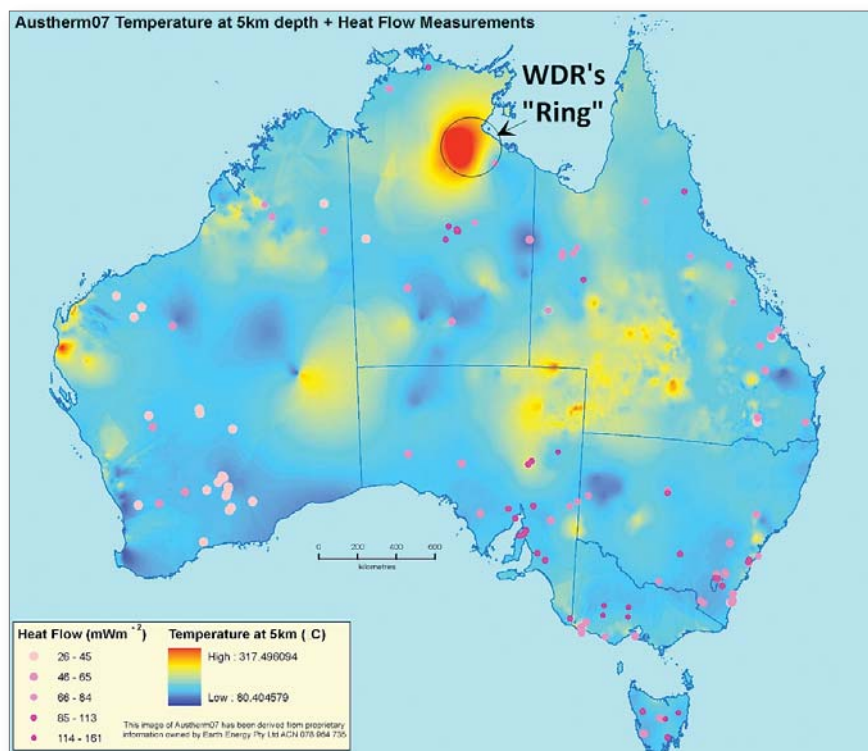 Austherm07 Temperature at 5km depth + Heat Flow Measurements
WDR's
"Ring"
0 200 400 600
kilometres
Heat Flow (mWm -2)
26 - 45
46 - 65
66 - 84
85 - 113
114 - 161
Temperature at 5km ( C)
High : 317.496094
Low : 80.404579
This image of Austherm07 has been derived from proprietary
information owned by Earth Energy Pty Ltd ACN 078 964 735